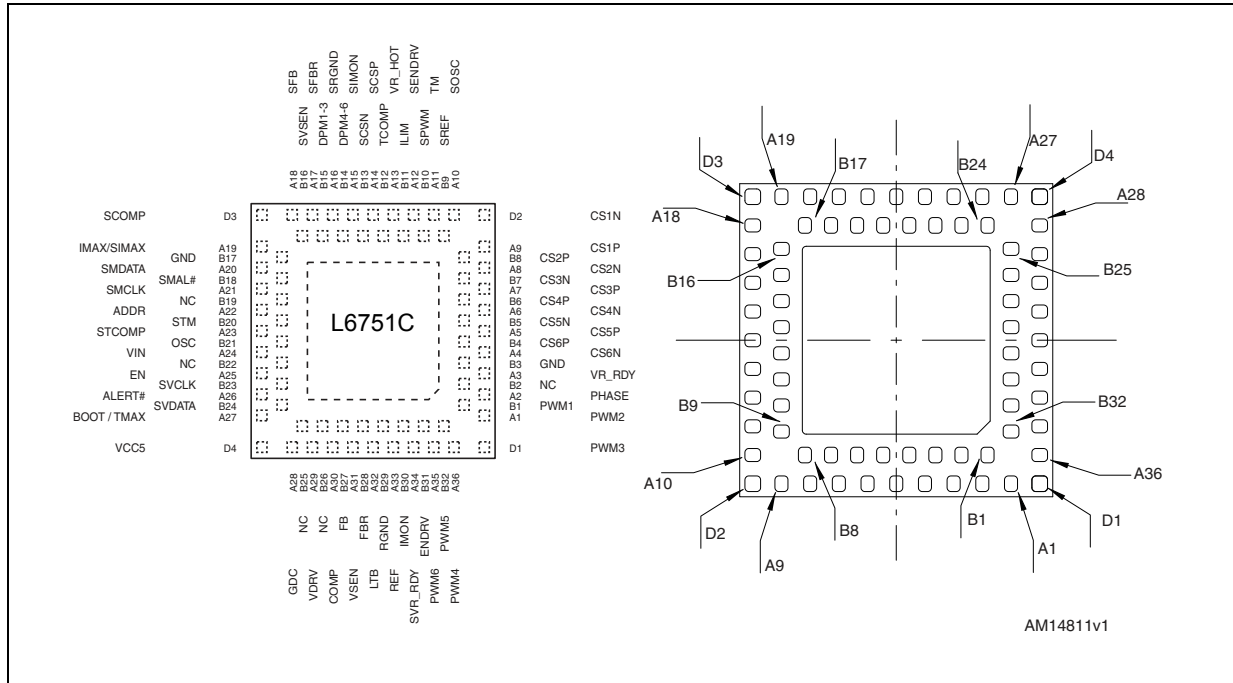 SFB SFBR SRGND SIMON SCSP VR_HOT SENDRV TM SOSC
SVSEN DPM1-3 DPM4-6 SCSN TCOMP ILIM SPWM SREF
A18 B16 A17 B15 A16 B14 A15 B13 A14 B12 A13 B11 A12 B10 A11 B9 A10
SCOMP D3
IMAX/SIMAX A19
GND B17
SMDATA A20
SMAL# B18
SMCLK A21
NC B19
ADDR A22
STM B20
STCOMP A23
OSC B21
VIN A24
NC B22
EN A25
SVCLK B23
ALERT# A26
SVDATA B24
BOOT / TMAX A27
VCC5 D4
L6751C
D2 CS1N
A9 CS1P
B8 CS2P
A8 CS2N
B7 CS3N
A7 CS3P
B6 CS4P
A6 CS4N
B5 CS5N
A5 CS5P
B4 CS6P
A4 CS6N
B3 GND
A3 VR_RDY
B2 NC
A2 PHASE
B1 PWM1
A1 PWM2
D1 PWM3
A28 B25 A29 B26 A30 B27 A31 B28 A32 B29 A33 B30 A34 B31 A35 B32 A36
NC NC FB FBR RGND IMON ENDRV PWM5
GDC VDRV COMP VSEN LTB REF SVR_RDY PWM6 PWM4
D3
A19
B17
B24
A27
D4
A18
A28
B16
B25
B9
B32
A10
A36
D2
A9
B8
B1
A1
D1
AM14811v1